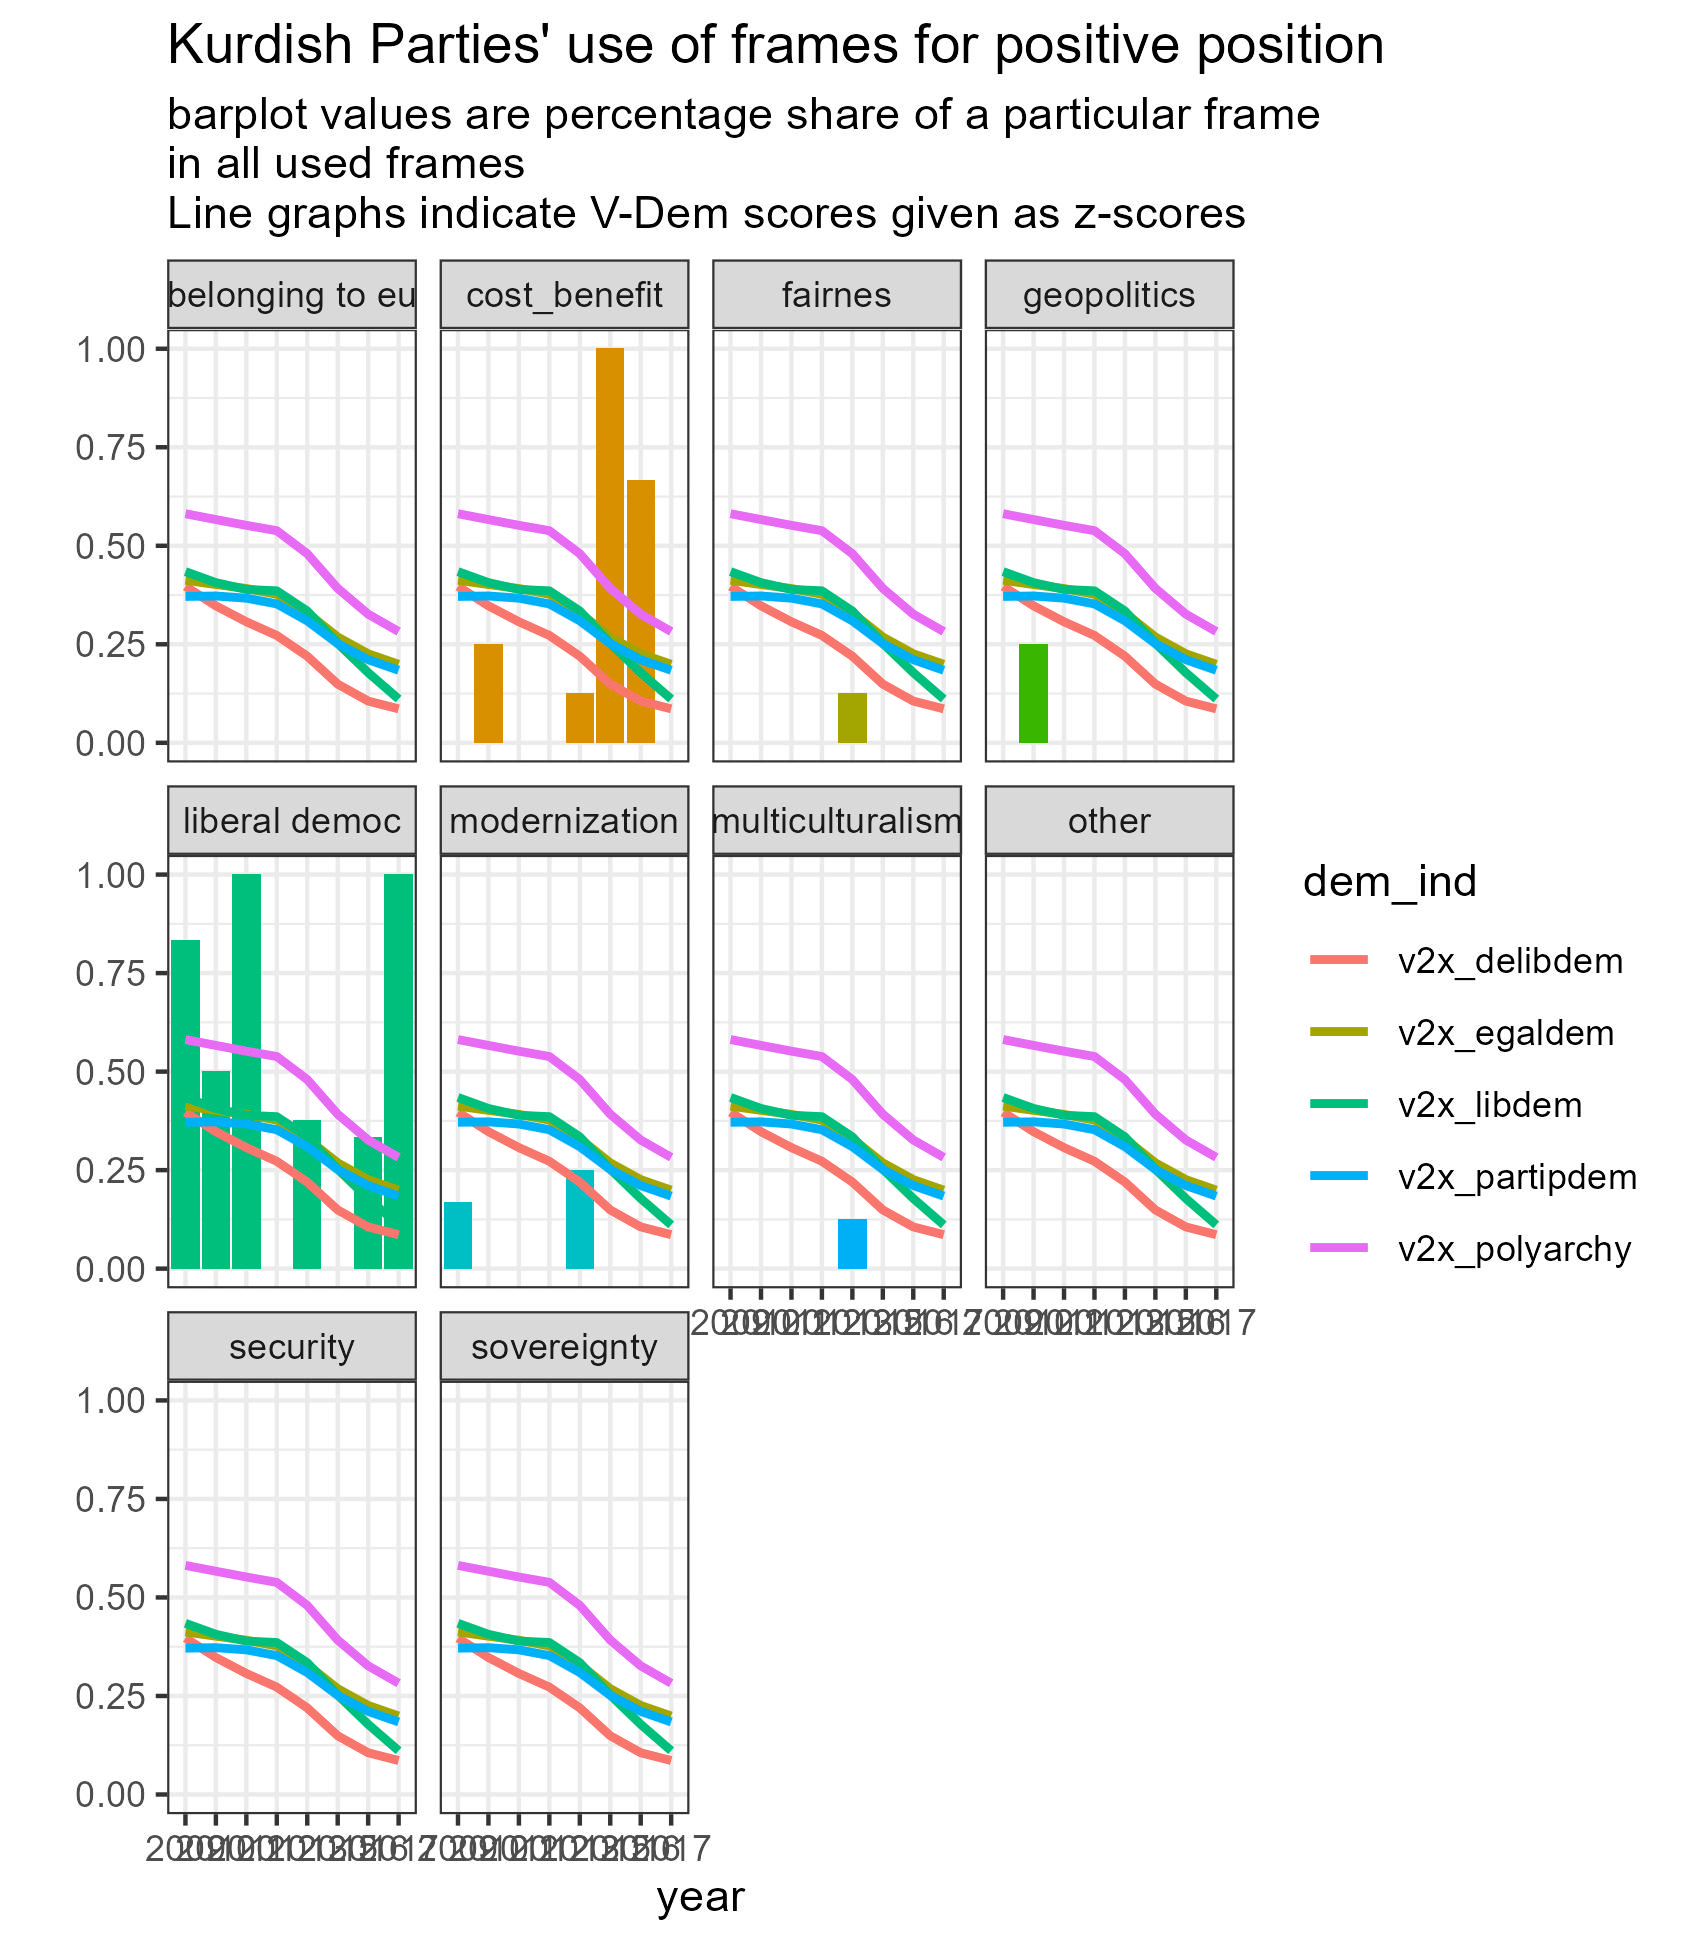 Kurdish Parties' use of frames for positive position
barplot values are percentage share of a particular frame
in all used frames
Line graphs indicate V-Dem scores given as z-scores
belonging to eu
cost_benefit
fairnes
geopolitics
1.00
0.75
0.50
0.25
0.00
liberal democ
modernization
multiculturalism
other
1.00
0.75
0.50
0.25
0.00
security
sovereignty
1.00
0.75
0.50
0.25
0.00
year
dem_ind
v2x_delibdem
v2x_egaldem
v2x_libdem
v2x_partipdem
v2x_polyarchy